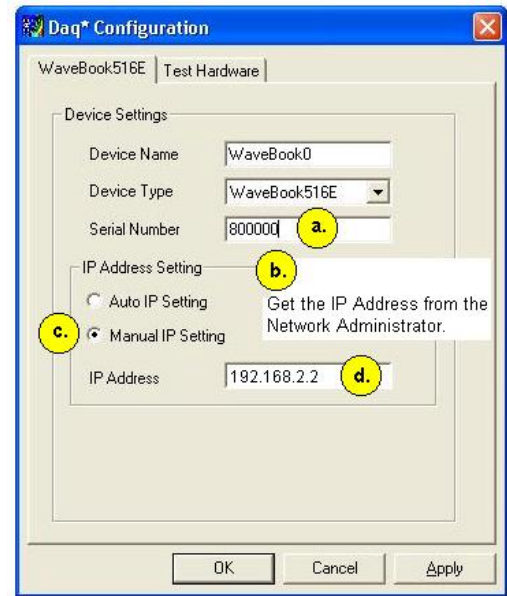 Daq* Configuration
WaveBook516E
Test Hardware
Device Settings
Device Name
WaveBook0
Device Type
WaveBook516E
Serial Number
800000
a.
IP Address Setting
b.
Auto IP Setting
Get the IP Address from the
Network Administrator.
c.
Manual IP Setting
IP Address
192.168.2.2
d.
OK
Cancel
Apply